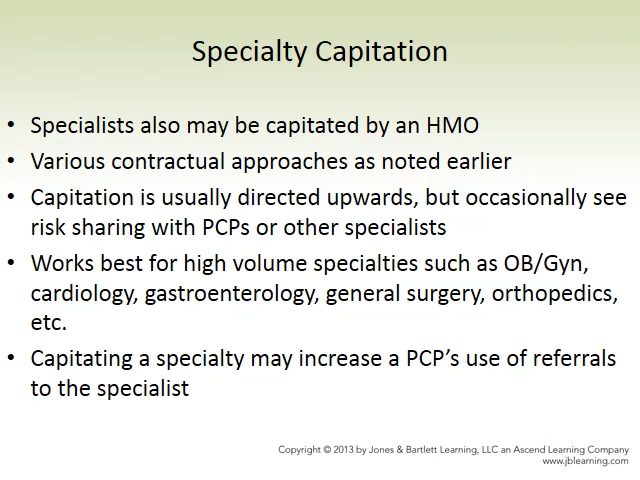 Specialty Capitation
• Specialists also may be capitated by an HMO
• Various contractual approaches as noted earlier
• Capitation is usually directed upwards, but occasionally see
risk sharing with PCPs or other specialists
• Works best for high volume specialties such as OB/Gyn,
cardiology, gastroenterology, general surgery, orthopedics,
etc.
• Capitating a specialty may increase a PCP’s use of referrals
to the specialist
Copyright © 2013 by Jones & Bartlett Learning, LLC an Ascend Learning Company
www.jblearning.com